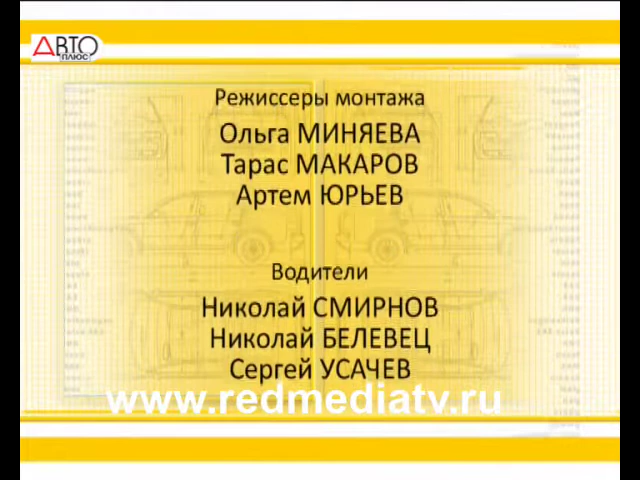 АВТО
ПЛЮС
Режиссеры монтажа
Ольга МИНЯЕВА
Тарас МАКАРОВ
Артем ЮРЬЕВ
Водители
Николай СМИРНОВ
Николай БЕЛЕВЕЦ
Сергей УСАЧЕВ
www.redmediatv.ru